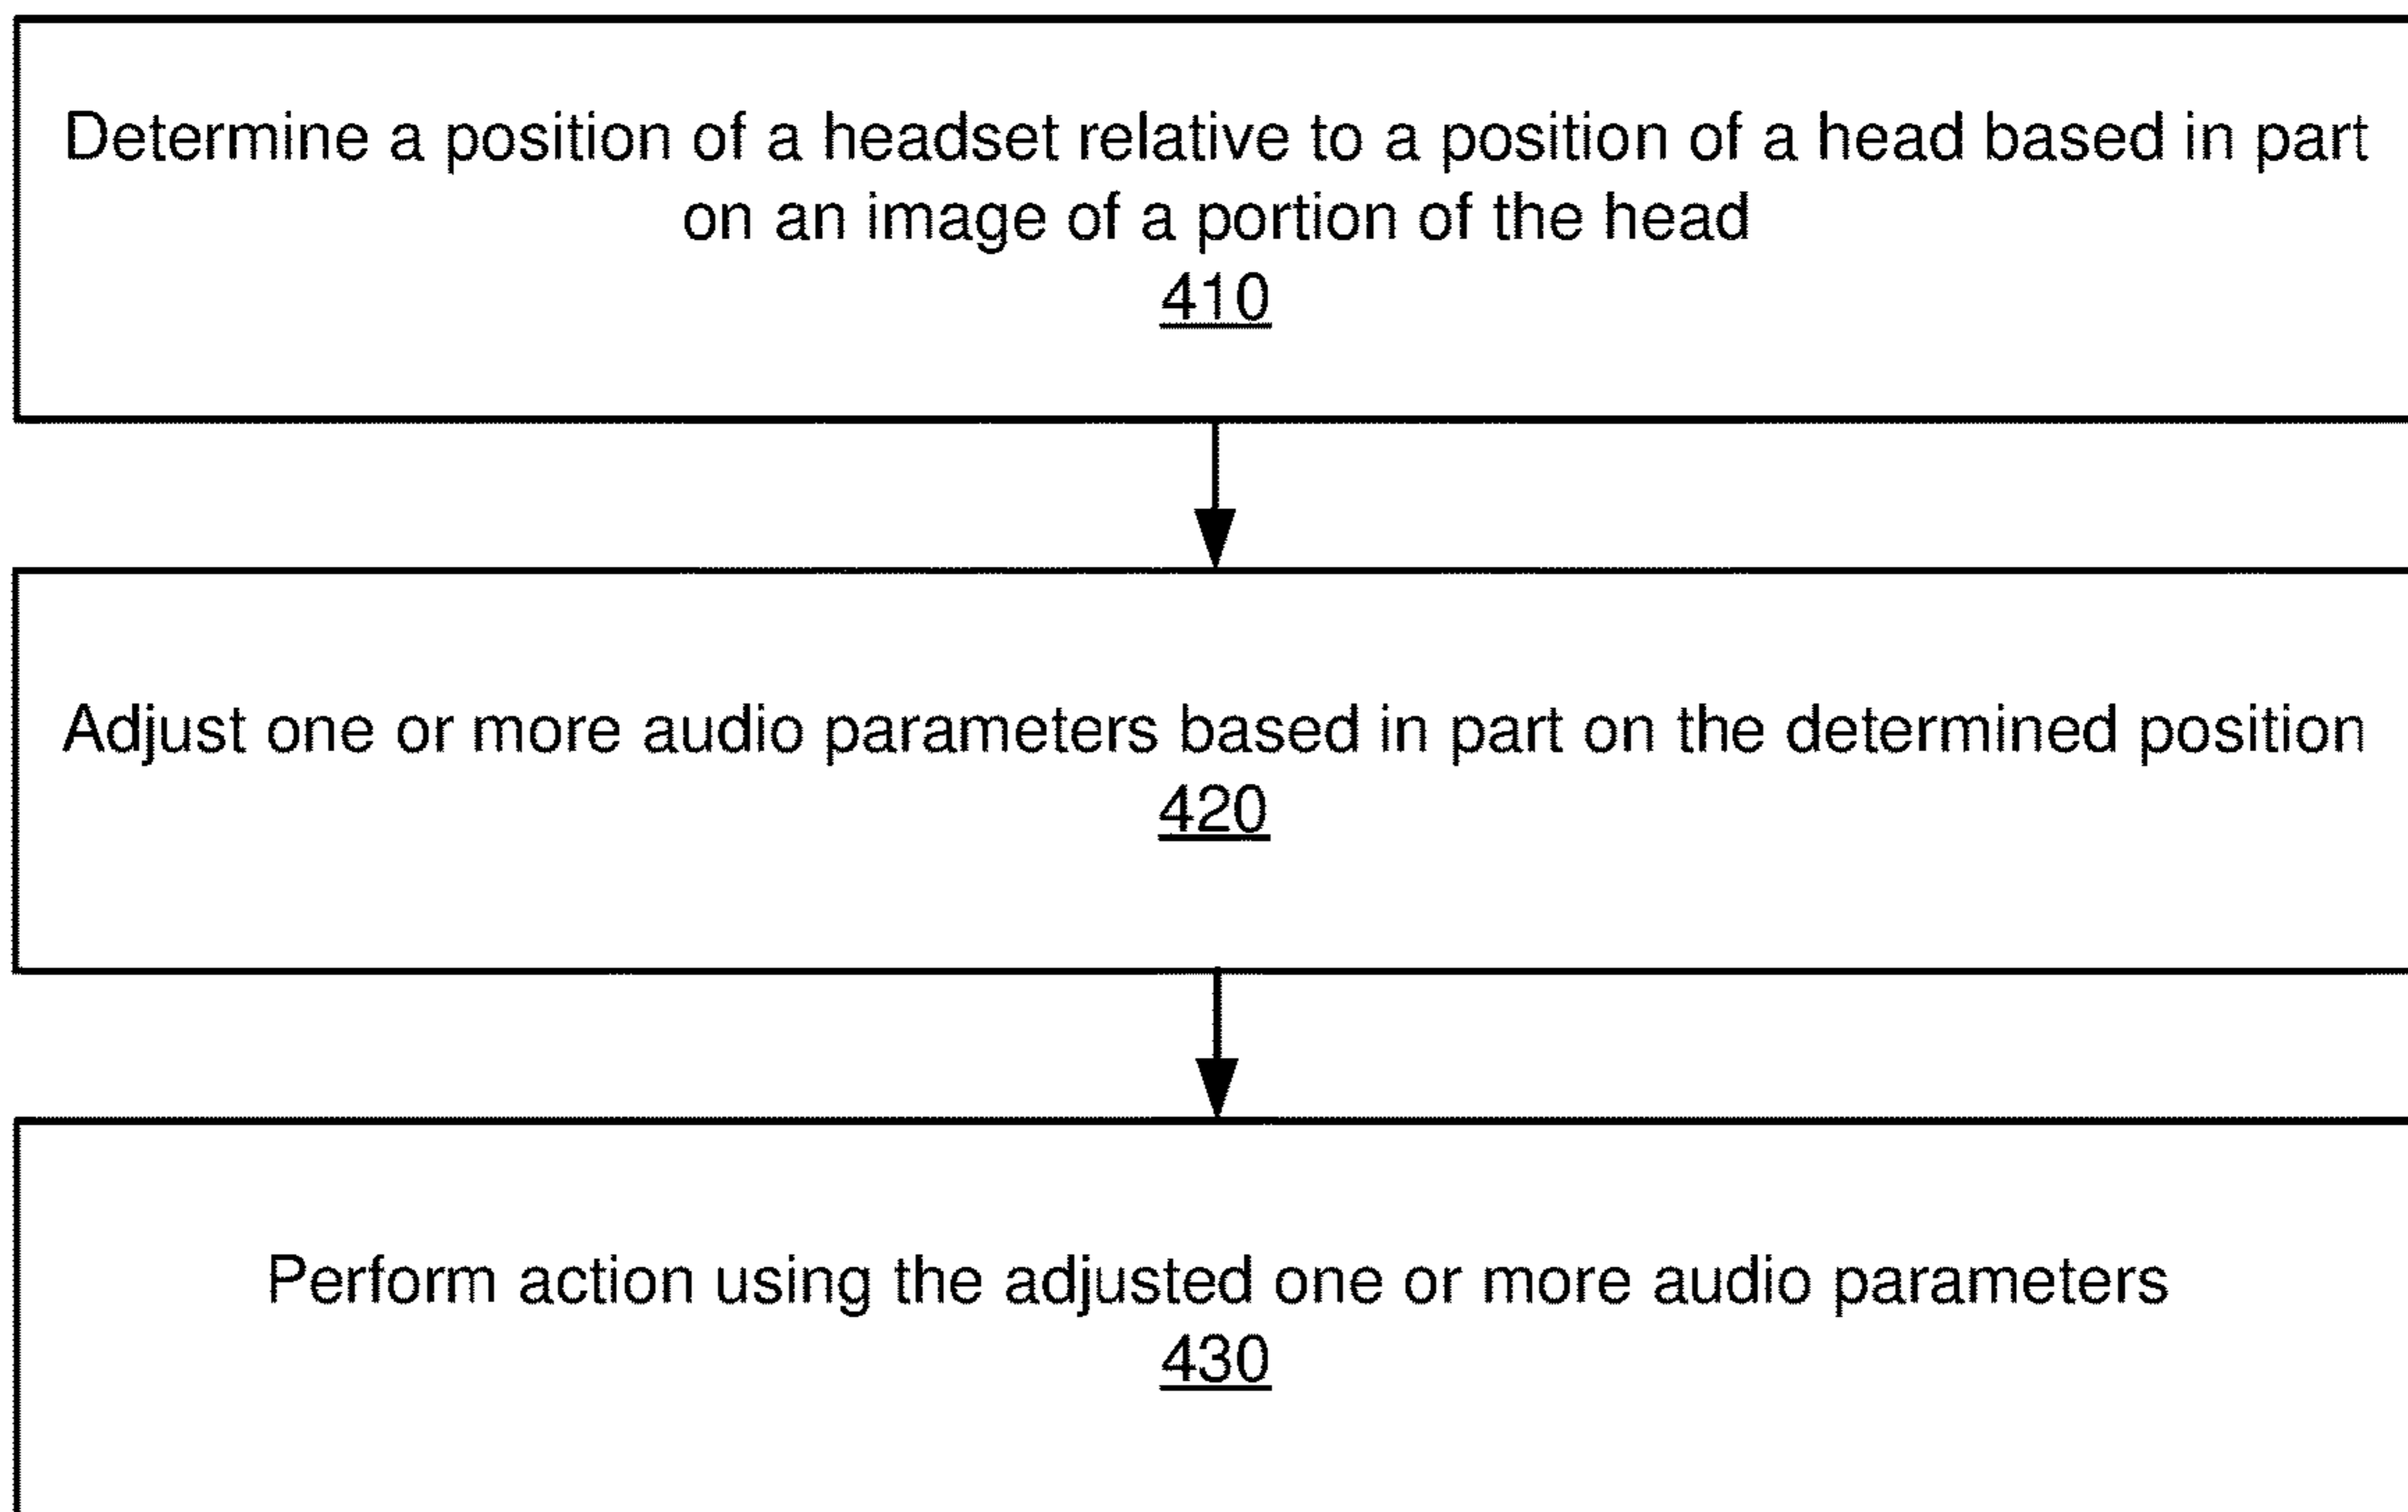 Determine a position of a headset relative to a position of a head based in part
on an image of a portion of the head
410
Adjust one or more audio parameters based in part on the determined position
420
Perform action using the adjusted one or more audio parameters
430